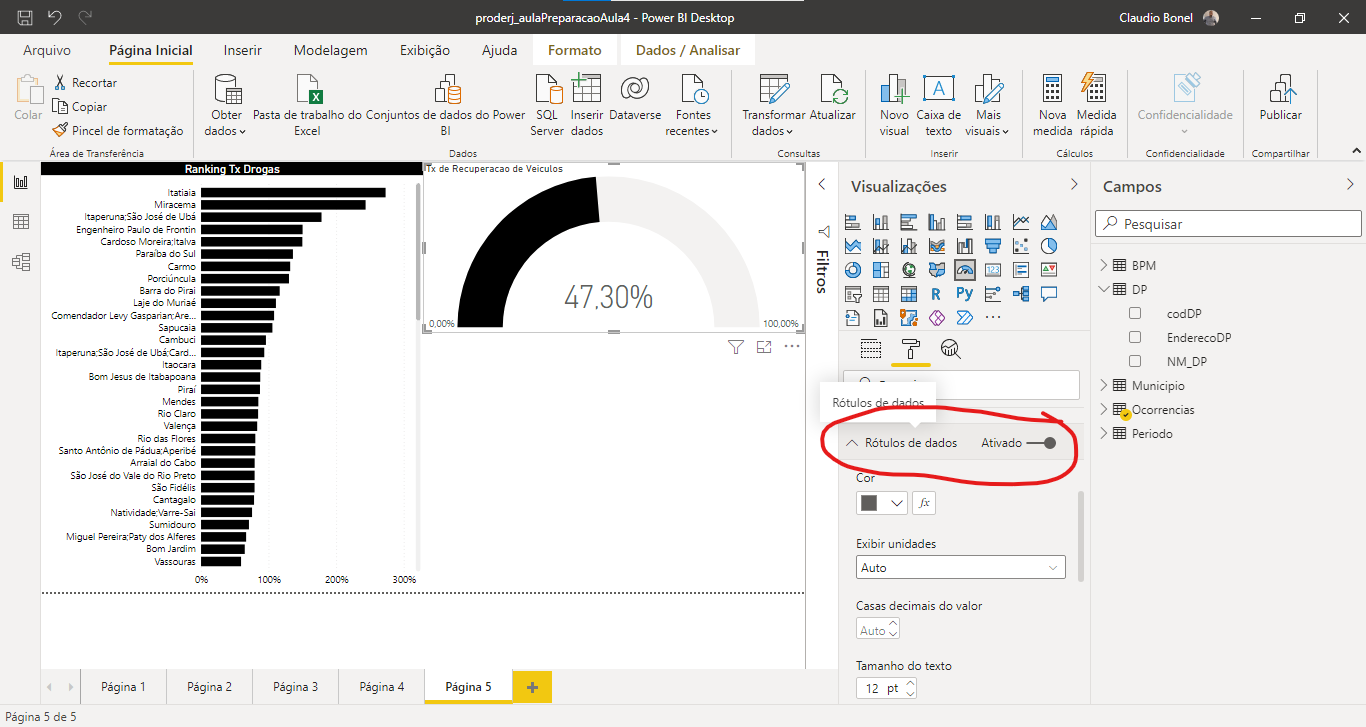 proderj_aulaPreparacaoAula4 - Power BI Desktop
Claudio Bonel
Arquivo
Página Inicial
Inserir
Modelagem
Exibição
Ajuda
Formato
Dados / Analisar
Colar
Recortar
Copiar
Pincel de formatação
Área de Transferência
Obter
dados
Pasta de trabalho do
Excel
Conjuntos de dados do Power
BI
SQL
Server
Inserir
dados
Dataverse
Fontes
recentes
Dados
Transformar
dados
Atualizar
Consultas
Novo
visual
Caixa de
texto
Mais
visuais
Inserir
Nova
medida
Medida
rápida
Cálculos
Confidencialidade
Confidencialidade
Publicar
Compartilhar
Ranking Tx Drogas
Itatiaia
Miracema
Itaperuna;São José de Ubá
Engenheiro Paulo de Frontin
Cardoso Moreira;Italva
Paraíba do Sul
Carmo
Porciúncula
Barra do Piraí
Laje do Muriaé
Comendador Levy Gasparian;Are...
Sapucaia
Cambuci
Itaperuna;São José de Ubá;Card...
Itaocara
Bom Jesus de Itabapoana
Piraí
Mendes
Rio Claro
Valença
Rio das Flores
Santo Antônio de Pádua;Aperibé
Arraial do Cabo
São José do Vale do Rio Preto
São Fidélis
Cantagalo
Natividade;Varre-Sai
Sumidouro
Miguel Pereira;Paty dos Alferes
Bom Jardim
Vassouras
0%
100%
200%
300%
Tx de Recuperacao de Veiculos
47,30%
0,00%
100,00%
Filtros
Visualizações
R
Py
Rótulos de dados
Rótulos de dados
Ativado
Cor
fx
Exibir unidades
Auto
Casas decimais do valor
Auto
Tamanho do texto
12 pt
Campos
Pesquisar
BPM
DP
codDP
EnderecoDP
NM_DP
Municipio
Ocorrencias
Periodo
Página 1
Página 2
Página 3
Página 4
Página 5
Página 5 de 5